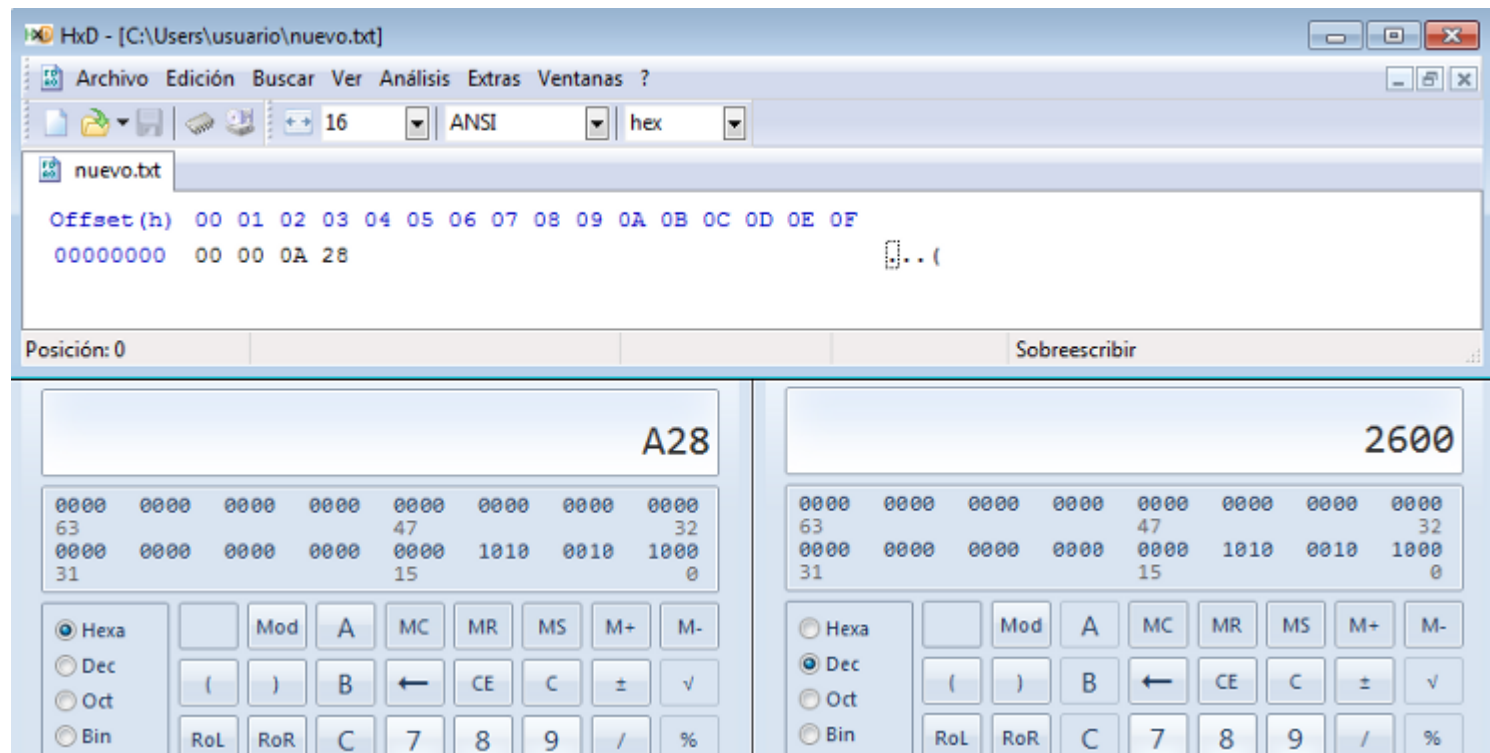 HxD - [C:\Users\usuario\nuevo.txt]
Archivo Edición Buscar Ver Análisis Extras Ventanas ?
16 ANSI hex
nuevo.txt
Offset(h) 00 01 02 03 04 05 06 07 08 09 0A 0B 0C 0D 0E 0F
00000000 00 00 0A 28 ...(
Posición: 0 Sobreescribir
A28
0000 0000 0000 0000 0000 0000 0000 0000
63 47 32
0000 0000 0000 0000 0000 1010 0010 1000
31 15 0
Hexa Mod A MC MR MS M+ M-
Dec
( ) B ← CE C ± √
Oct
Bin RoL RoR C 7 8 9 / %
2600
0000 0000 0000 0000 0000 0000 0000 0000
63 47 32
0000 0000 0000 0000 0000 1010 0010 1000
31 15 0
Hexa Mod A MC MR MS M+ M-
Dec
( ) B ← CE C ± √
Oct
Bin RoL RoR C 7 8 9 / %